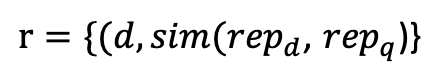 r = {(d, sim(rep_d, rep_q)}